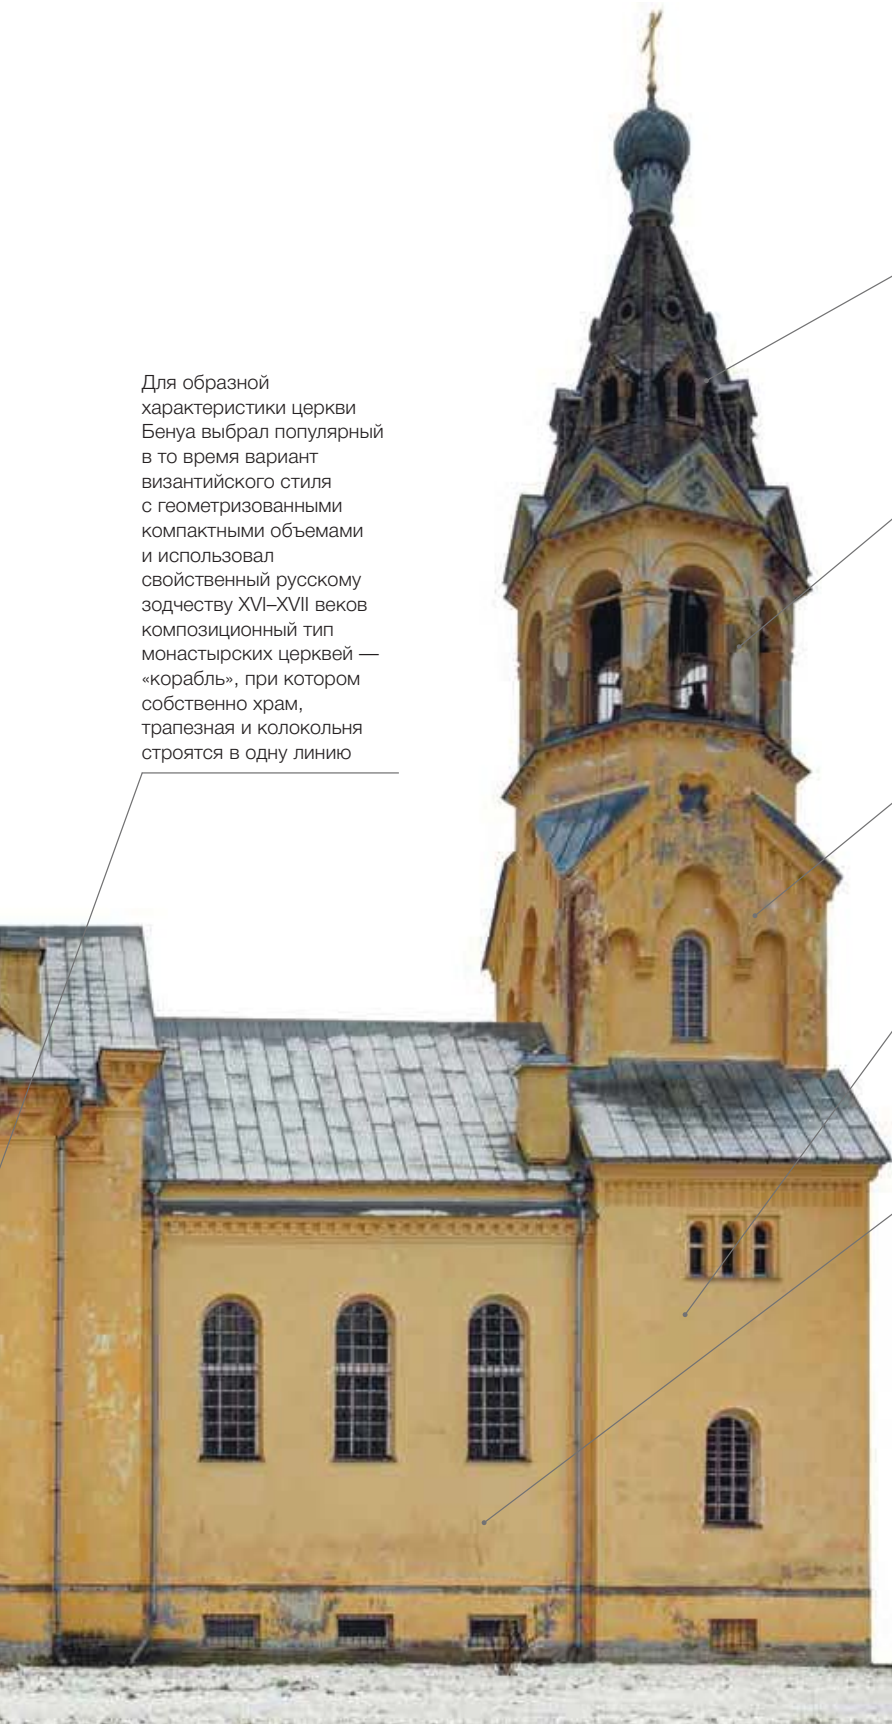 Для образной
характеристики церкви
Бенуа выбрал популярный
в то время вариант
византийского стиля
с геометризованными
компактными объемами
и использовал
свойственный русскому
зодчеству XVI–XVII веков
композиционный тип
монастырских церквей —
«корабль», при котором
собственно храм,
трапезная и колокольня
строятся в одну линию